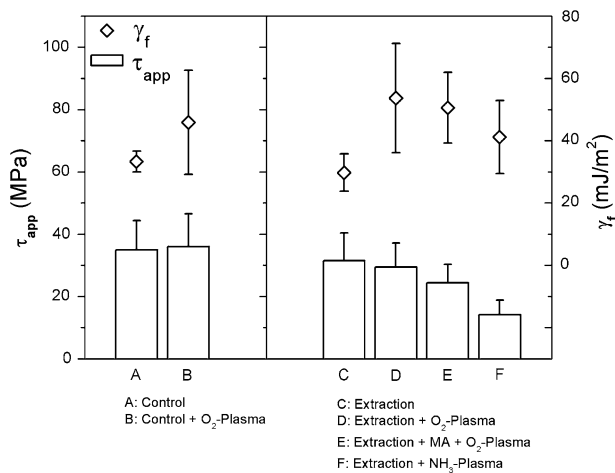 γf
τapp
τapp (MPa)
100
80
60
40
20
0
80
60
40
20
0
γf (mJ/m²)
A B C D E F
A: Control
B: Control + O₂-Plasma
C: Extraction
D: Extraction + O₂-Plasma
E: Extraction + MA + O₂-Plasma
F: Extraction + NH₃-Plasma